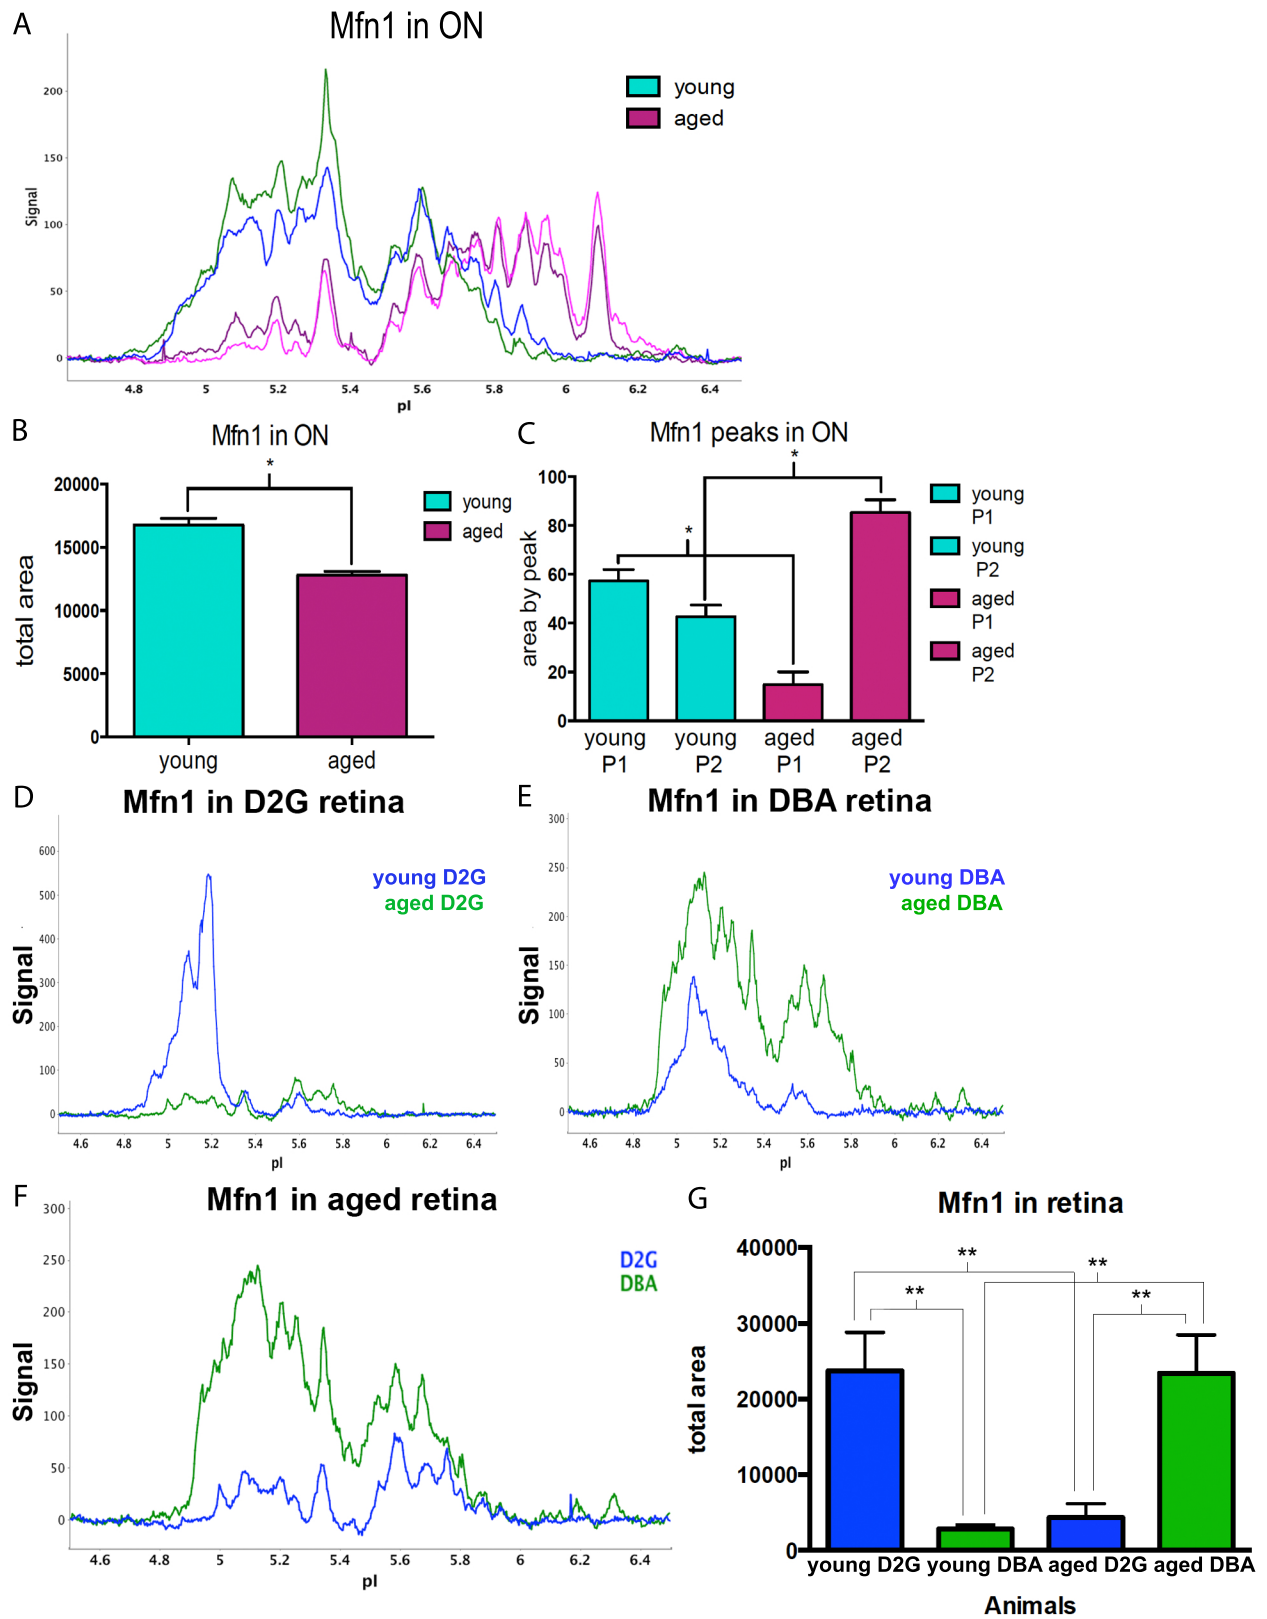 A
Mfn1 in ON
young
aged
200
150
100
50
0
Signal
4.8 5 5.2 5.4 5.6 5.8 6 6.2 6.4
pI
B
Mfn1 in ON
*
20000
15000
10000
5000
0
total area
young
aged
young aged
C
Mfn1 peaks in ON
*
*
100
80
60
40
20
0
area by peak
young
P1
young
P2
aged
P1
aged
P2
young young aged aged
P1 P2 P1 P2
D
Mfn1 in D2G retina
young D2G
aged D2G
600
500
400
300
200
100
0
Signal
4.6 4.8 5 5.2 5.4 5.6 5.8 6 6.2 6.4
pI
E
Mfn1 in DBA retina
young DBA
aged DBA
300
250
200
150
100
50
0
Signal
4.6 4.8 5 5.2 5.4 5.6 5.8 6 6.2 6.4
pI
F
Mfn1 in aged retina
D2G
DBA
300
250
200
150
100
50
0
Signal
4.6 4.8 5 5.2 5.4 5.6 5.8 6 6.2 6.4
pI
G
Mfn1 in retina
**
**
**
**
40000
30000
20000
10000
0
total area
young D2G young DBA aged D2G aged DBA
Animals